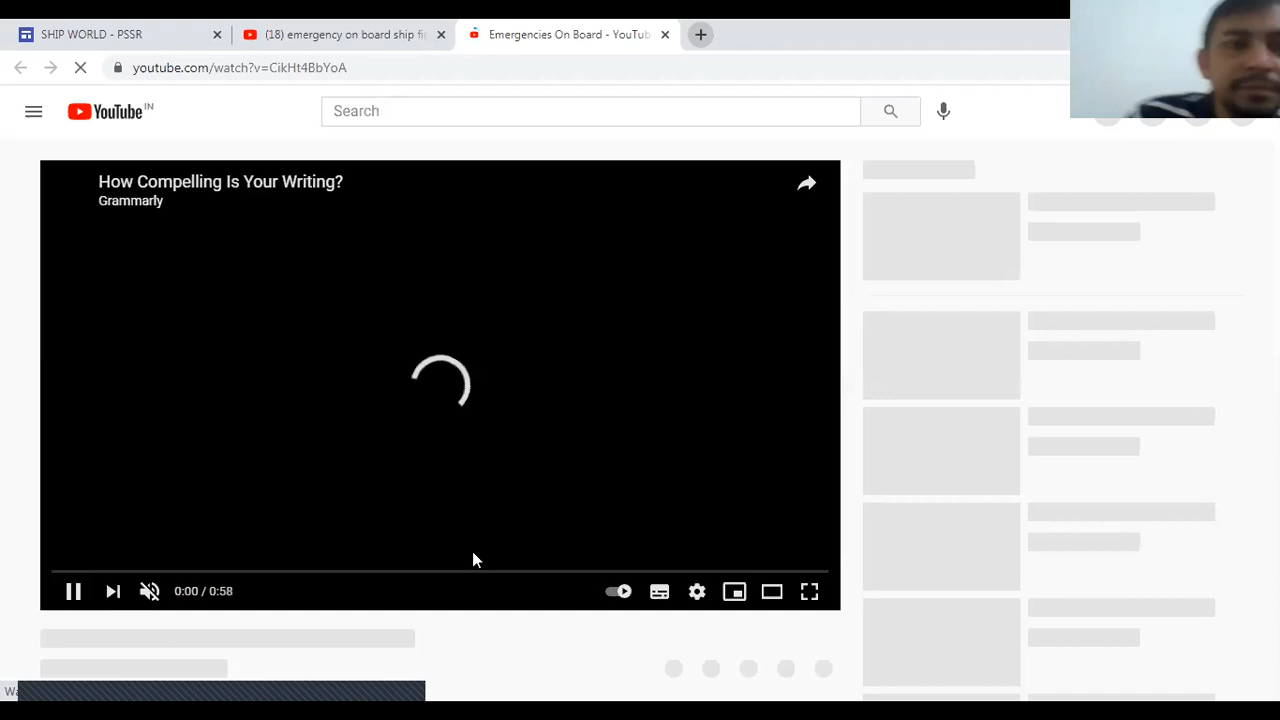 SHIP WORLD - PSSR
(18) emergency on board ship fi
Emergencies On Board - YouTub
youtube.com/watch?v=CikHt4BbYoA
YouTube IN
Search
How Compelling Is Your Writing?
Grammarly
0:00 / 0:58